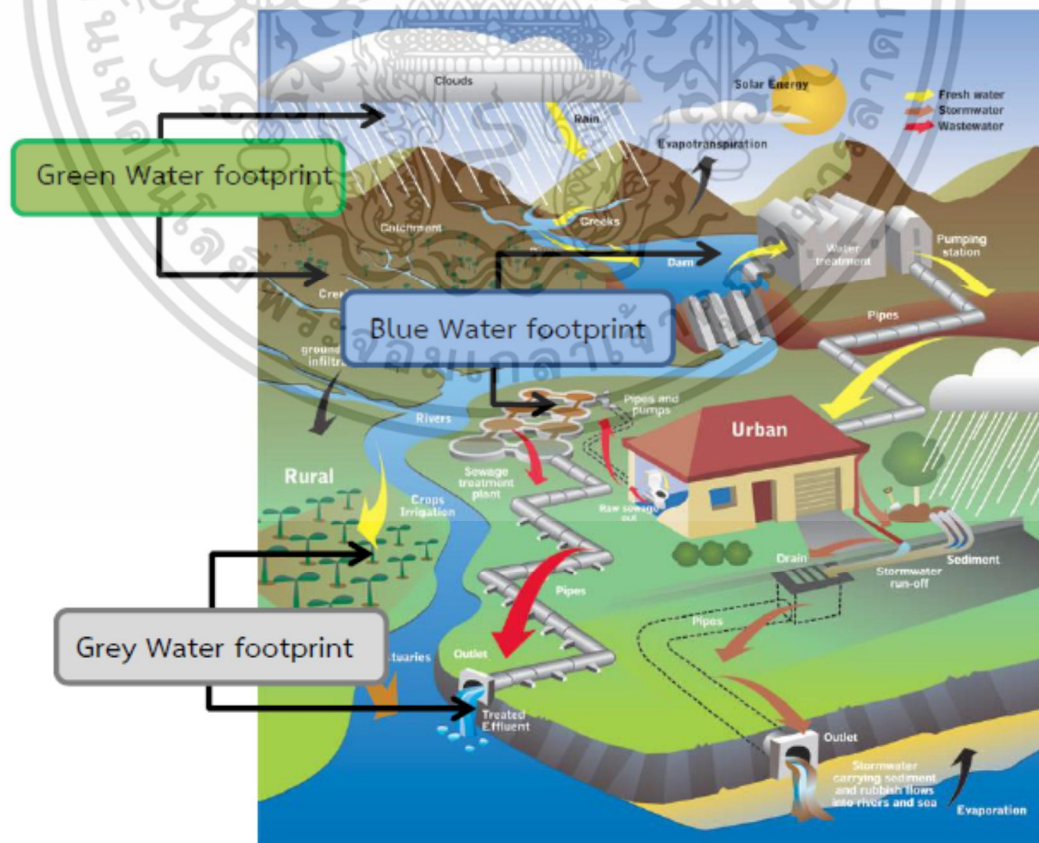 Clouds
Solar Energy
Fresh water
Stormwater
Wastewater
Rain
Evapotranspiration
Green Water footprint
Catchment
Creeks
Dam
Water
treatment
Pumping
station
Pipes
Blue Water footprint
Rivers
Pipes and
pumps
Urban
Rural
Sewage
treatment
plant
Crops
Irrigation
Raw sewage
out
Drain
Sediment
Stormwater
run-off
Pipes
Pipes
Grey Water footprint
Outlet
Treated
Effluent
Outlet
Stormwater
carrying sediment
and rubbish flows
into rivers and sea
Evaporation